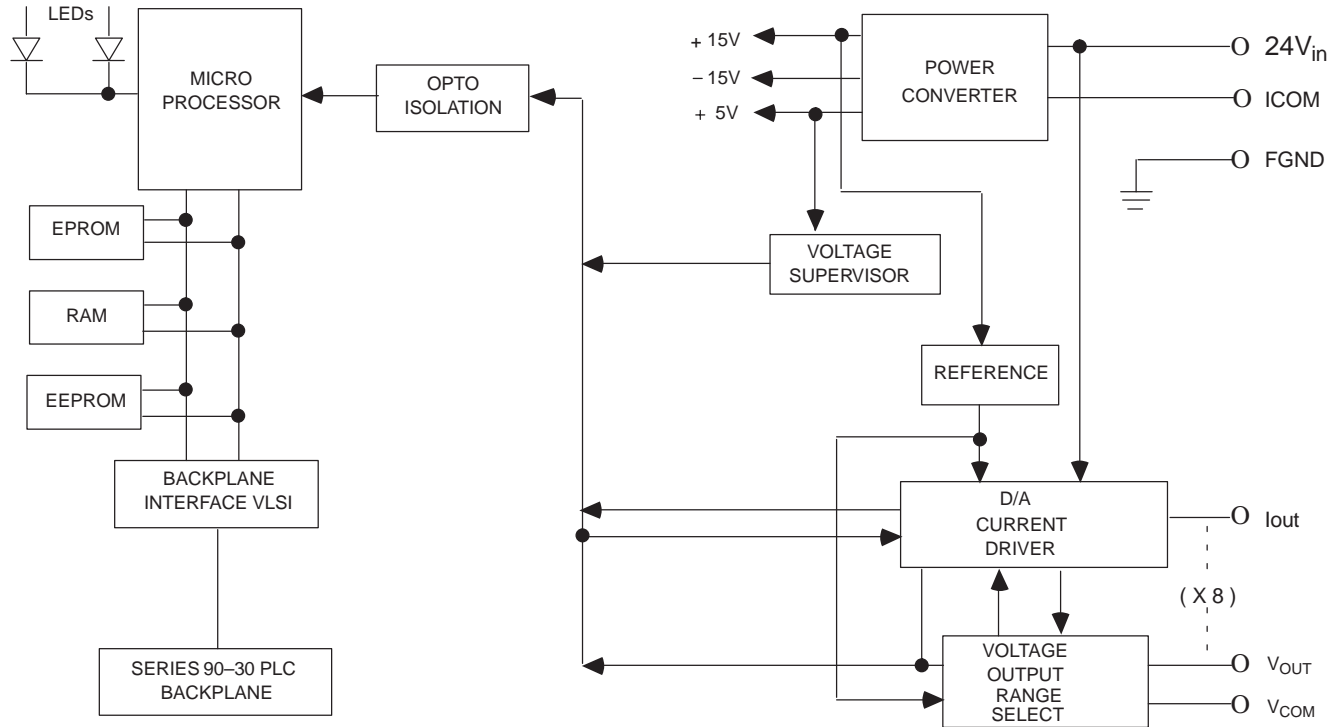 LEDs
MICRO
PROCESSOR
OPTO
ISOLATION
+ 15V
– 15V
+ 5V
POWER
CONVERTER
24Vin
ICOM
FGND
EPROM
RAM
EEPROM
VOLTAGE
SUPERVISOR
REFERENCE
BACKPLANE
INTERFACE VLSI
D/A
CURRENT
DRIVER
Iout
( X 8 )
SERIES 90–30 PLC
BACKPLANE
VOLTAGE
OUTPUT
RANGE
SELECT
VOUT
VCOM